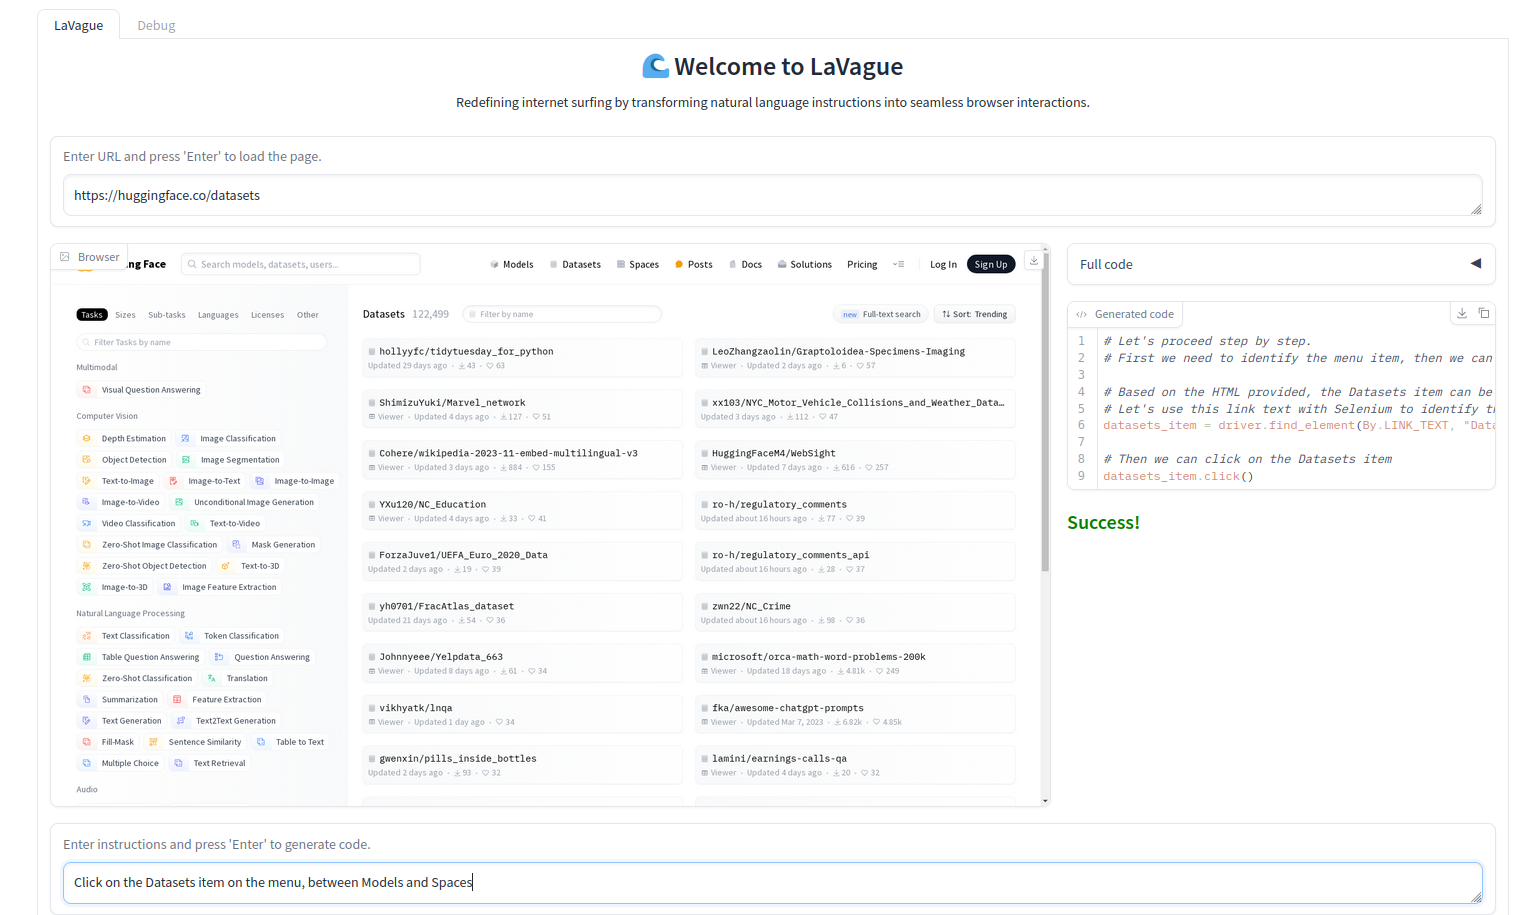 LaVague
Debug
Welcome to LaVague
Redefining internet surfing by transforming natural language instructions into seamless browser interactions.
Enter URL and press 'Enter' to load the page.
https://huggingface.co/datasets
Browser
ng Face
Search models, datasets, users...
Models
Datasets
Spaces
Posts
Docs
Solutions
Pricing
Log In
Sign Up
Tasks Sizes Sub-tasks Languages Licenses Other
Filter Tasks by name
Multimodal
Visual Question Answering
Computer Vision
Depth Estimation Image Classification
Object Detection Image Segmentation
Text-to-Image Image-to-Text Image-to-Image
Image-to-Video Unconditional Image Generation
Video Classification Text-to-Video
Zero-Shot Image Classification Mask Generation
Zero-Shot Object Detection Text-to-3D
Image-to-3D Image Feature Extraction
Natural Language Processing
Text Classification Token Classification
Table Question Answering Question Answering
Zero-Shot Classification Translation
Summarization Feature Extraction
Text Generation Text2Text Generation
Fill-Mask Sentence Similarity Table to Text
Multiple Choice Text Retrieval
Audio
Datasets 122,499
Filter by name
new Full-text search
Sort: Trending
hollyyfc/tidytuesday_for_python
Updated 29 days ago · 43 · 63
LeoZhangzaolin/Graptoloidea-Specimens-Imaging
Viewer · Updated 2 days ago · 6 · 57
ShimizuYuki/Marvel_network
Viewer · Updated 4 days ago · 127 · 51
xx103/NYC_Motor_Vehicle_Collisions_and_Weather_Data…
Updated 3 days ago · 112 · 47
Cohere/wikipedia-2023-11-embed-multilingual-v3
Viewer · Updated 3 days ago · 884 · 155
HuggingFaceM4/WebSight
Viewer · Updated 7 days ago · 616 · 257
YXu120/NC_Education
Viewer · Updated 4 days ago · 33 · 41
ro-h/regulatory_comments
Updated about 16 hours ago · 77 · 39
ForzaJuve1/UEFA_Euro_2020_Data
Updated 2 days ago · 19 · 39
ro-h/regulatory_comments_api
Updated about 16 hours ago · 28 · 37
yh0701/FracAtlas_dataset
Updated 21 days ago · 54 · 36
zwn22/NC_Crime
Updated about 16 hours ago · 98 · 36
Johnnyeee/Yelpdata_663
Viewer · Updated 8 days ago · 61 · 34
microsoft/orca-math-word-problems-200k
Viewer · Updated 18 days ago · 4.81k · 249
vikhyatk/lnqa
Viewer · Updated 1 day ago · 34
fka/awesome-chatgpt-prompts
Viewer · Updated Mar 7, 2023 · 6.82k · 4.85k
gwenxin/pills_inside_bottles
Updated 2 days ago · 93 · 32
lamini/earnings-calls-qa
Viewer · Updated 4 days ago · 20 · 32
Full code
Generated code
1 # Let's proceed step by step.
2 # First we need to identify the menu item, then we can
3
4 # Based on the HTML provided, the Datasets item can be
5 # Let's use this link text with Selenium to identify th
6 datasets_item = driver.find_element(By.LINK_TEXT, "Data
7
8 # Then we can click on the Datasets item
9 datasets_item.click()
Success!
Enter instructions and press 'Enter' to generate code.
Click on the Datasets item on the menu, between Models and Spaces